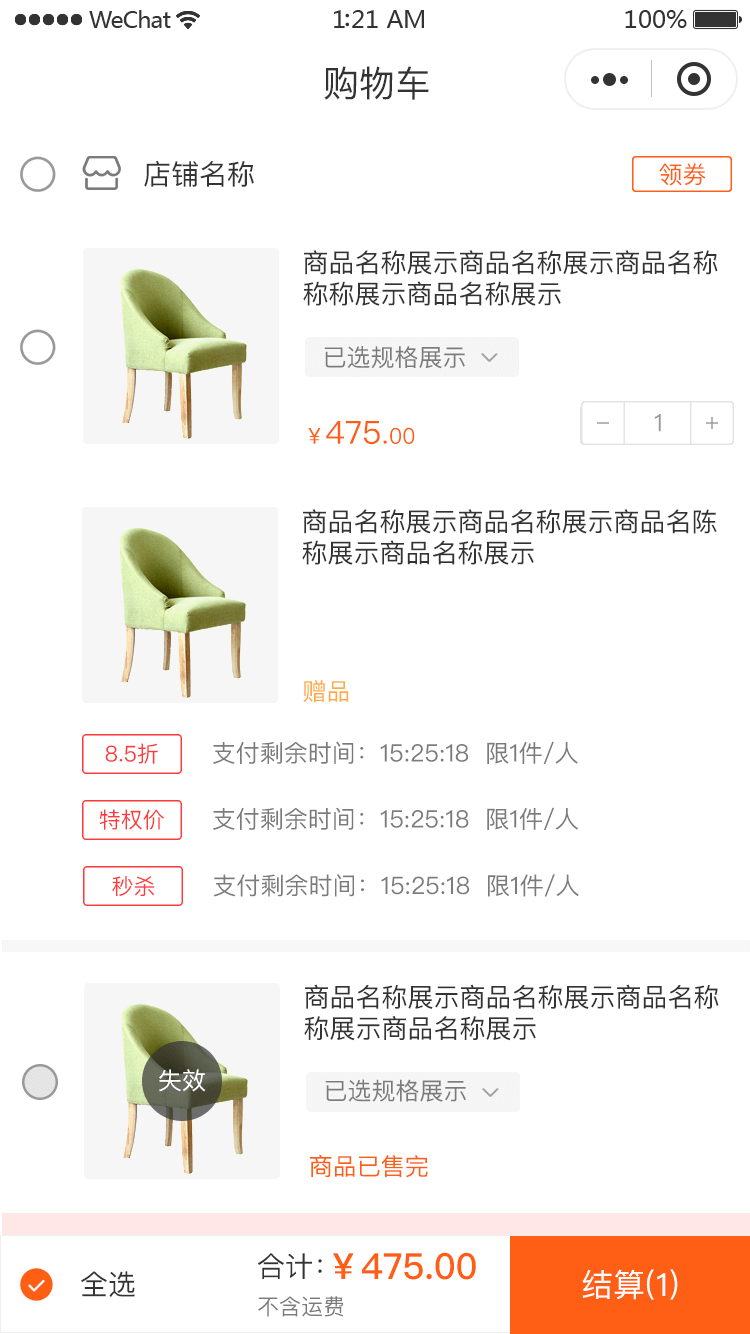 WeChat 1:21 AM 100%
购物车
店铺名称 领券
商品名称展示商品名称展示商品名称
称称展示商品名称展示
已选规格展示
¥475.00 − 1 +
商品名称展示商品名称展示商品名陈
称展示商品名称展示
赠品
8.5折 支付剩余时间：15:25:18 限1件/人
特权价 支付剩余时间：15:25:18 限1件/人
秒杀 支付剩余时间：15:25:18 限1件/人
商品名称展示商品名称展示商品名称
称展示商品名称展示
失效
已选规格展示
商品已售完
全选 合计：¥475.00 结算(1)
不含运费